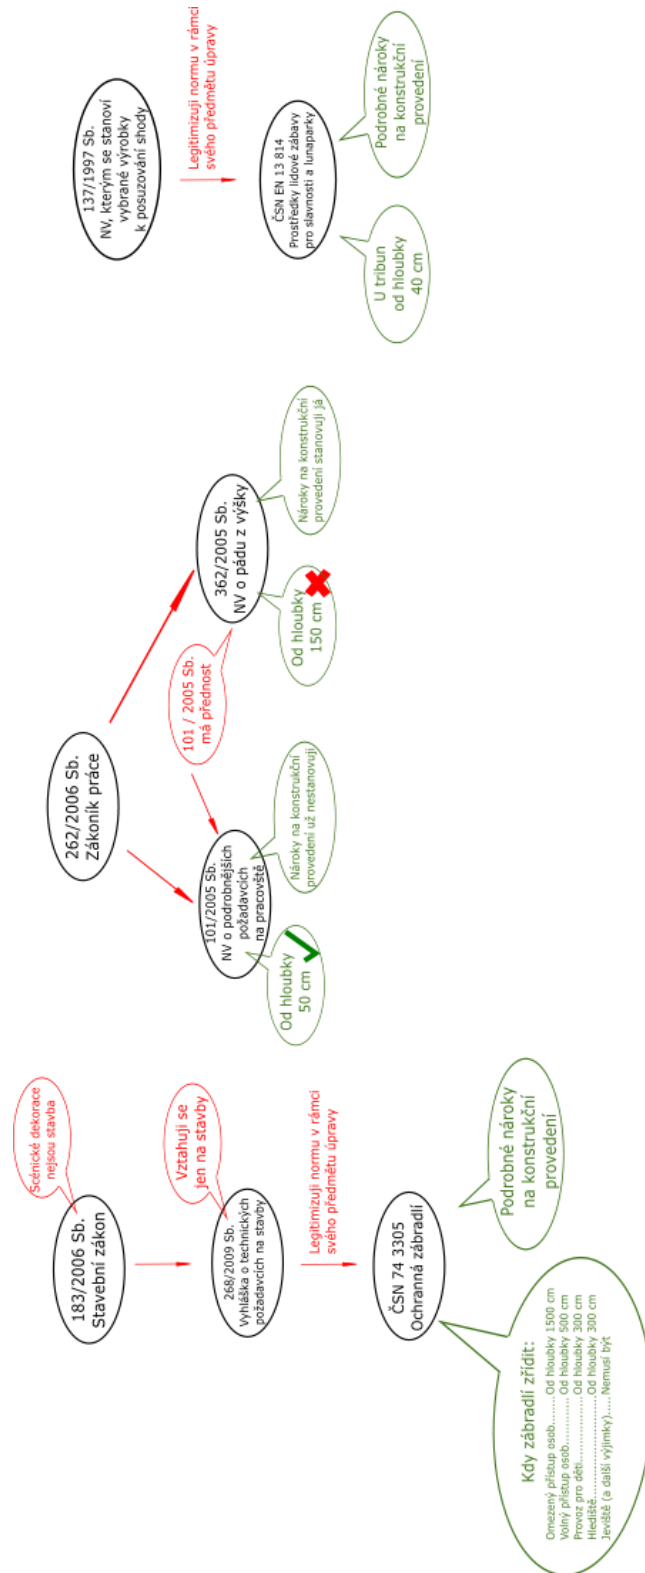 Scénické dekorace
nejsou stavba
183/2006 Sb.
Stavební zákon
Vztahuji se
jen na stavby
268/2009 Sb.
Vyhláška o technických
požadavcích na stavby
Legitimizuji normu v rámci
svého předmětu úpravy
ČSN 74 3305
Ochranná zábradlí
Kdy zábradlí zřídit:
Omezený přístup osob.......Od hloubky 1500 cm
Volný přístup osob............ Od hloubky 500 cm
Provoz pro děti.................Od hloubky 300 cm
Hlediště............................Od hloubky 300 cm
Jeviště (a další výjimky)..... Nemusí být
Podrobné nároky
na konstrukční
provedení
262/2006 Sb.
Zákoník práce
101/2005 Sb.
NV o podrobnějších
požadavcích
na pracovště
Od hloubky
50 cm
Nároky na konstrukční
provedení už nestanovuji
101 / 2005 Sb.
má přednost
362/2005 Sb.
NV o pádu z výšky
Od hloubky
150 cm
Nároky na konstrukční
provedení stanovuji já
137/1997 Sb.
NV, kterým se stanoví
vybrané výrobky
k posuzování shody
Legitimizuji normu v rámci
svého předmětu úpravy
ČSN EN 13 814
Prostředky lidové zábavy
pro slavnosti a lunaparky
U tribun
od hloubky
40 cm
Podrobné nároky
na konstrukční
provedení